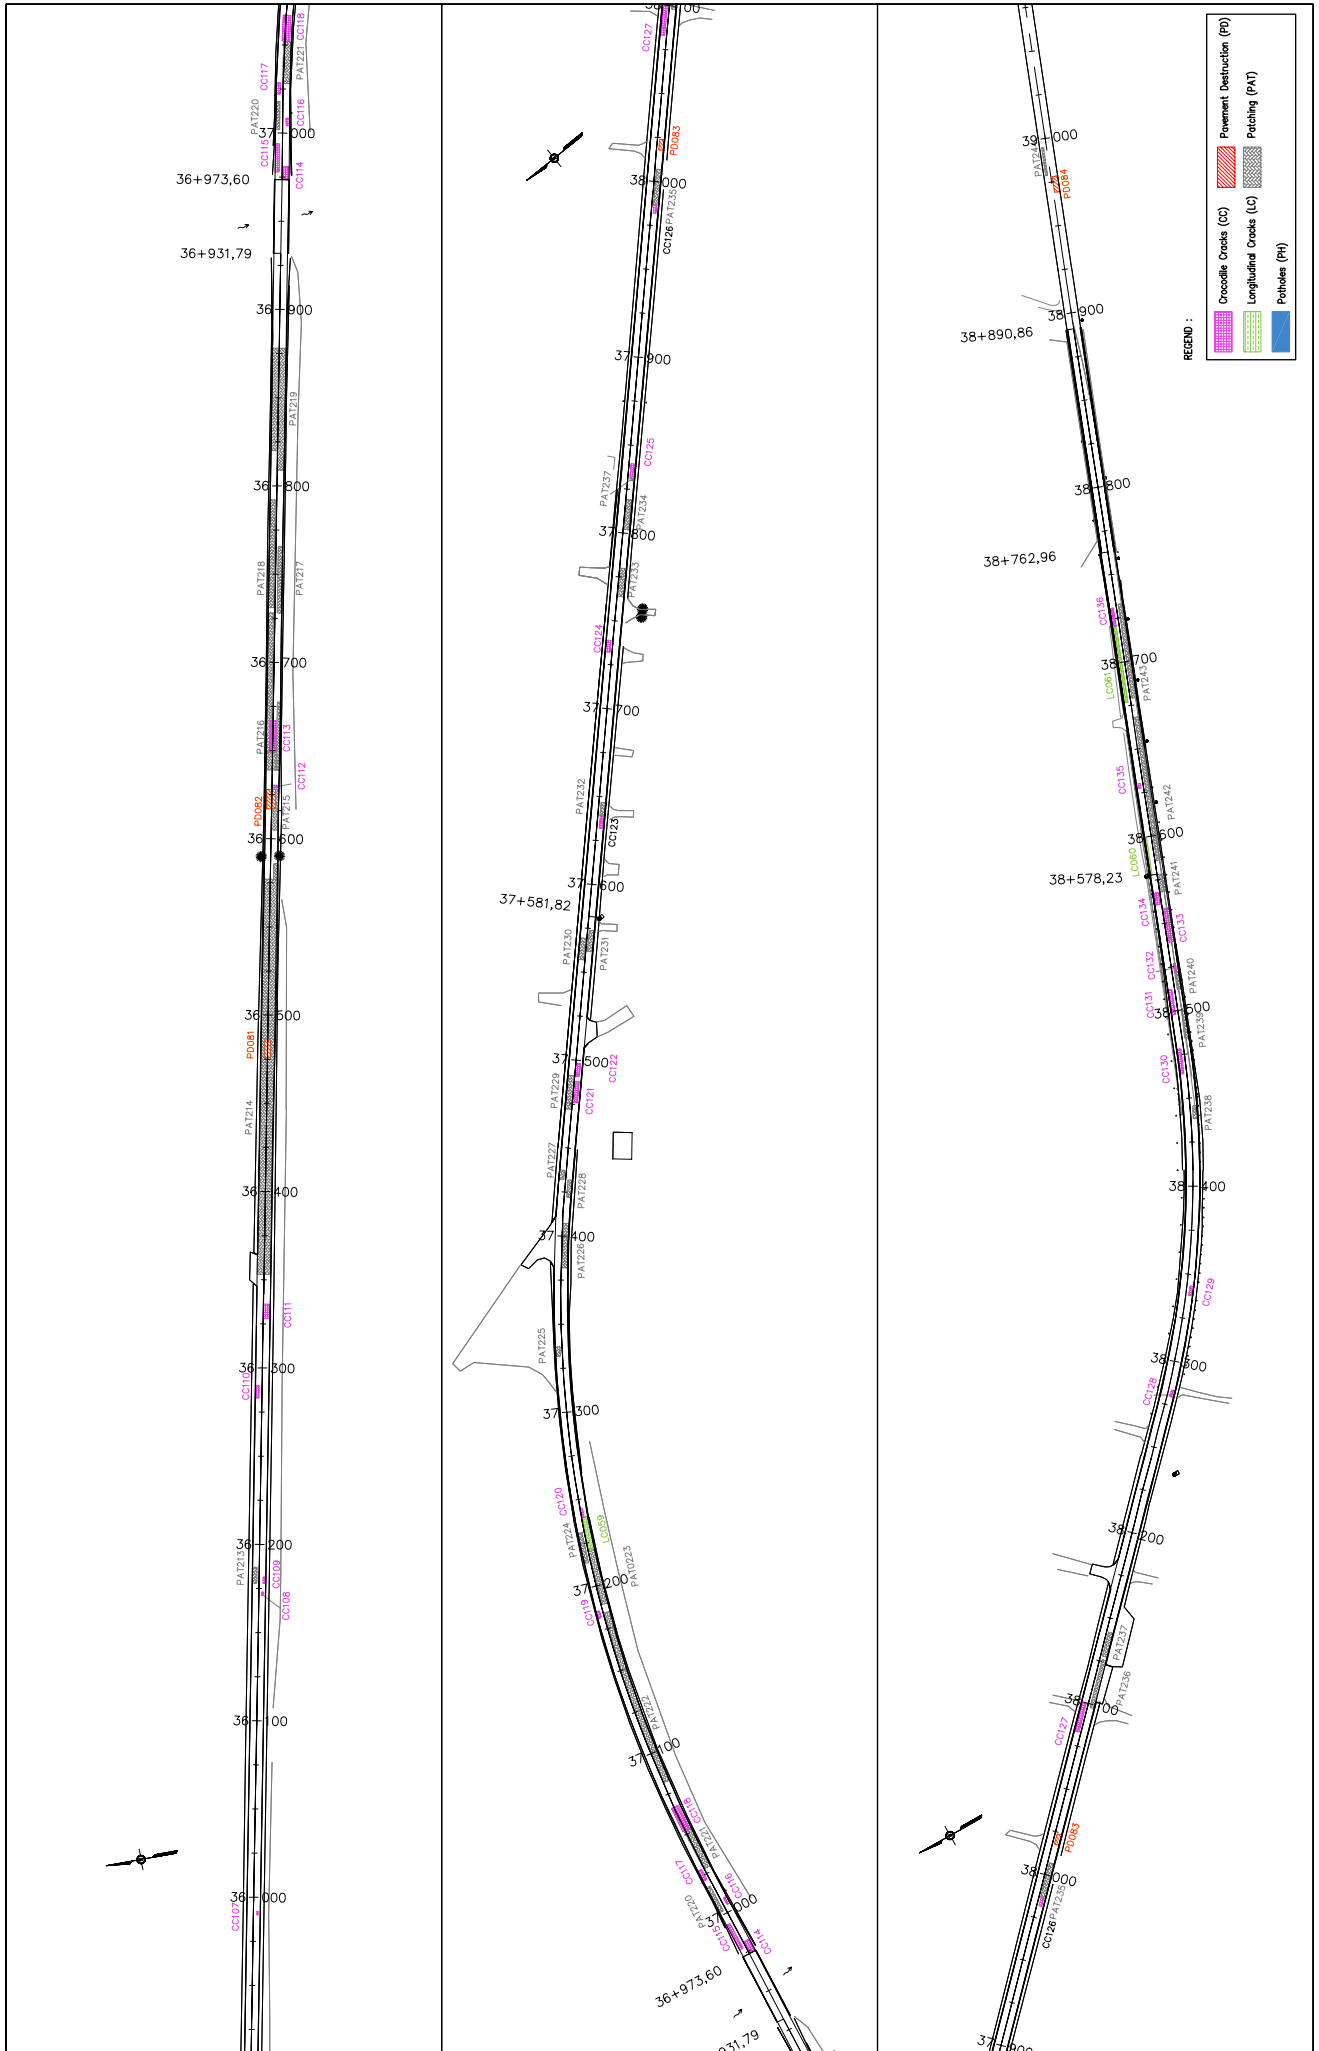 CC118
PAT221
CC117
PAT220
CC116
37+000
CC115
CC114
36+973,60
36+931,79
36+900
PAT219
36+800
PAT218
PAT217
36+700
PAT216
CC113
CC112
PD082
PAT215
36+600
36+500
PD081
PAT214
36+400
CC111
36+300
CC110
36+200
PAT213
CC109
CC108
36+100
36+000
CC107
CC127
PD083
38+000
PAT235
CC126
37+900
CC125
PAT237
PAT234
37+800
PAT233
CC124
37+700
PAT232
CC123
37+600
37+581,82
PAT230
PAT231
37+500
CC122
PAT229
CC121
PAT227
PAT228
37+400
PAT226
PAT225
37+300
CC120
LC059
PAT224
PAT0223
37+200
CC119
PAT222
37+100
CC118
PAT221
CC117
CC116
PAT220
37+000
CC115
CC114
36+973,60
931,79
39+000
PD084
38+900
38+890,86
38+800
38+762,96
CC136
38+700
PAT243
LC061
CC135
PAT242
38+600
LC060
PAT241
38+578,23
CC134
CC133
CC132
PAT240
CC131
38+500
PAT239
CC130
PAT238
38+400
CC129
38+300
CC128
38+200
PAT237
PAT236
38+100
CC127
PD083
38+000
PAT235
CC126
37+900
REGEND :
Crocodile Cracks (CC)
Longitudinal Cracks (LC)
Potholes (PH)
Pavement Destruction (PD)
Patching (PAT)